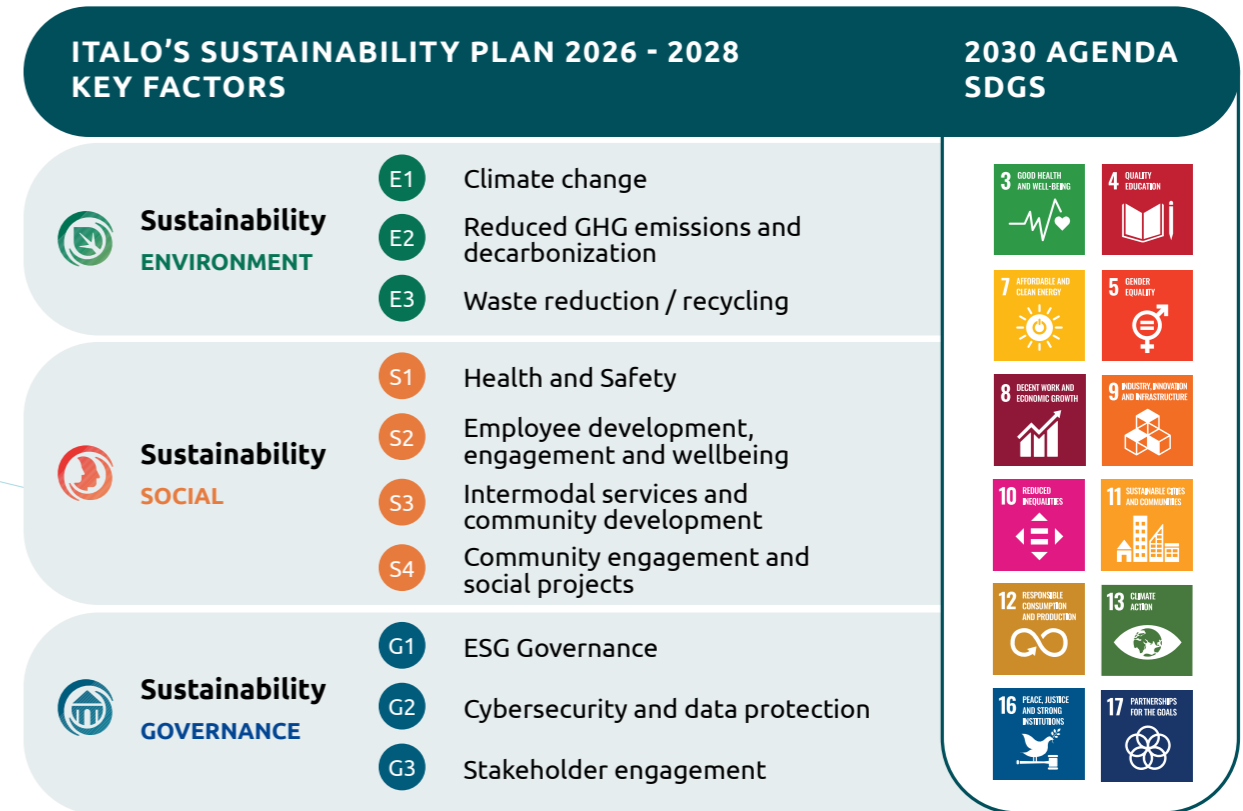 ITALO'S SUSTAINABILITY PLAN 2026 - 2028
KEY FACTORS
2030 AGENDA
SDGS
Sustainability
ENVIRONMENT
E1 Climate change
E2 Reduced GHG emissions and
decarbonization
E3 Waste reduction / recycling
Sustainability
SOCIAL
S1 Health and Safety
S2 Employee development,
engagement and wellbeing
S3 Intermodal services and
community development
S4 Community engagement and
social projects
Sustainability
GOVERNANCE
G1 ESG Governance
G2 Cybersecurity and data protection
G3 Stakeholder engagement
3 GOOD HEALTH
AND WELL-BEING
4 QUALITY
EDUCATION
7 AFFORDABLE AND
CLEAN ENERGY
5 GENDER
EQUALITY
8 DECENT WORK AND
ECONOMIC GROWTH
9 INDUSTRY, INNOVATION
AND INFRASTRUCTURE
10 REDUCED
INEQUALITIES
11 SUSTAINABLE CITIES
AND COMMUNITIES
12 RESPONSIBLE
CONSUMPTION
AND PRODUCTION
13 CLIMATE
ACTION
16 PEACE, JUSTICE
AND STRONG
INSTITUTIONS
17 PARTNERSHIPS
FOR THE GOALS